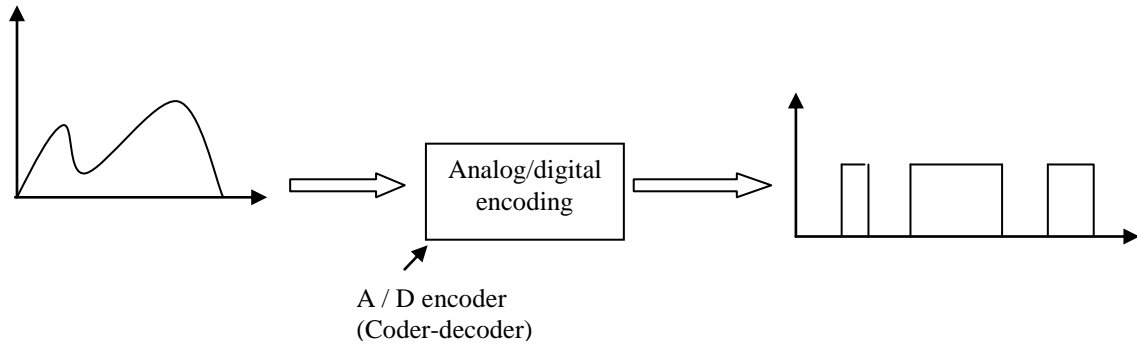 Analog/digital
encoding
A / D encoder
(Coder-decoder)